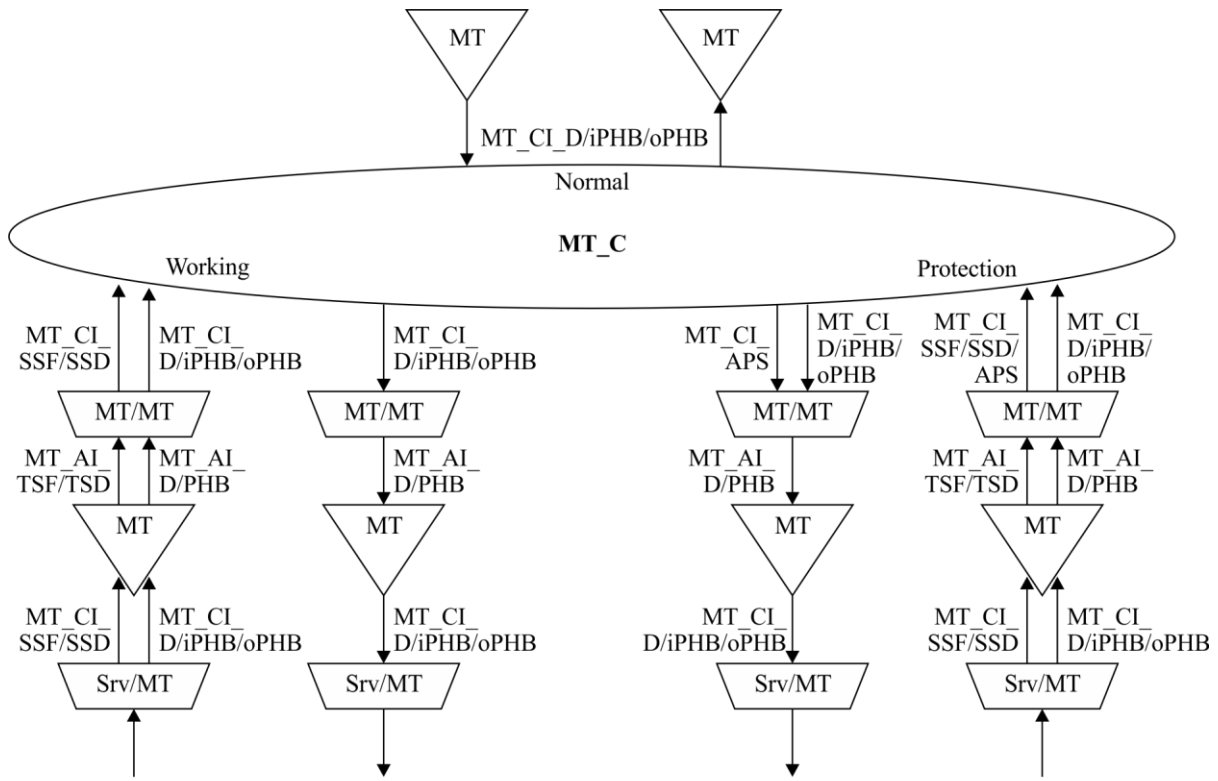 MT
MT
MT_CI_D/iPHB/oPHB
Normal
MT_C
Working
Protection
MT_CI_
SSF/SSD
MT_CI_
D/iPHB/oPHB
MT_CI_
D/iPHB/oPHB
MT_CI_
APS
MT_CI_
D/iPHB/
oPHB
MT_CI_
SSF/SSD/
APS
MT_CI_
D/iPHB/
oPHB
MT/MT
MT/MT
MT/MT
MT/MT
MT_AI_
TSF/TSD
MT_AI_
D/PHB
MT_AI_
D/PHB
MT_AI_
D/PHB
MT_AI_
TSF/TSD
MT_AI_
D/PHB
MT
MT
MT
MT
MT_CI_
SSF/SSD
MT_CI_
D/iPHB/oPHB
MT_CI_
D/iPHB/oPHB
MT_CI_
D/iPHB/oPHB
MT_CI_
SSF/SSD
MT_CI_
D/iPHB/oPHB
Srv/MT
Srv/MT
Srv/MT
Srv/MT